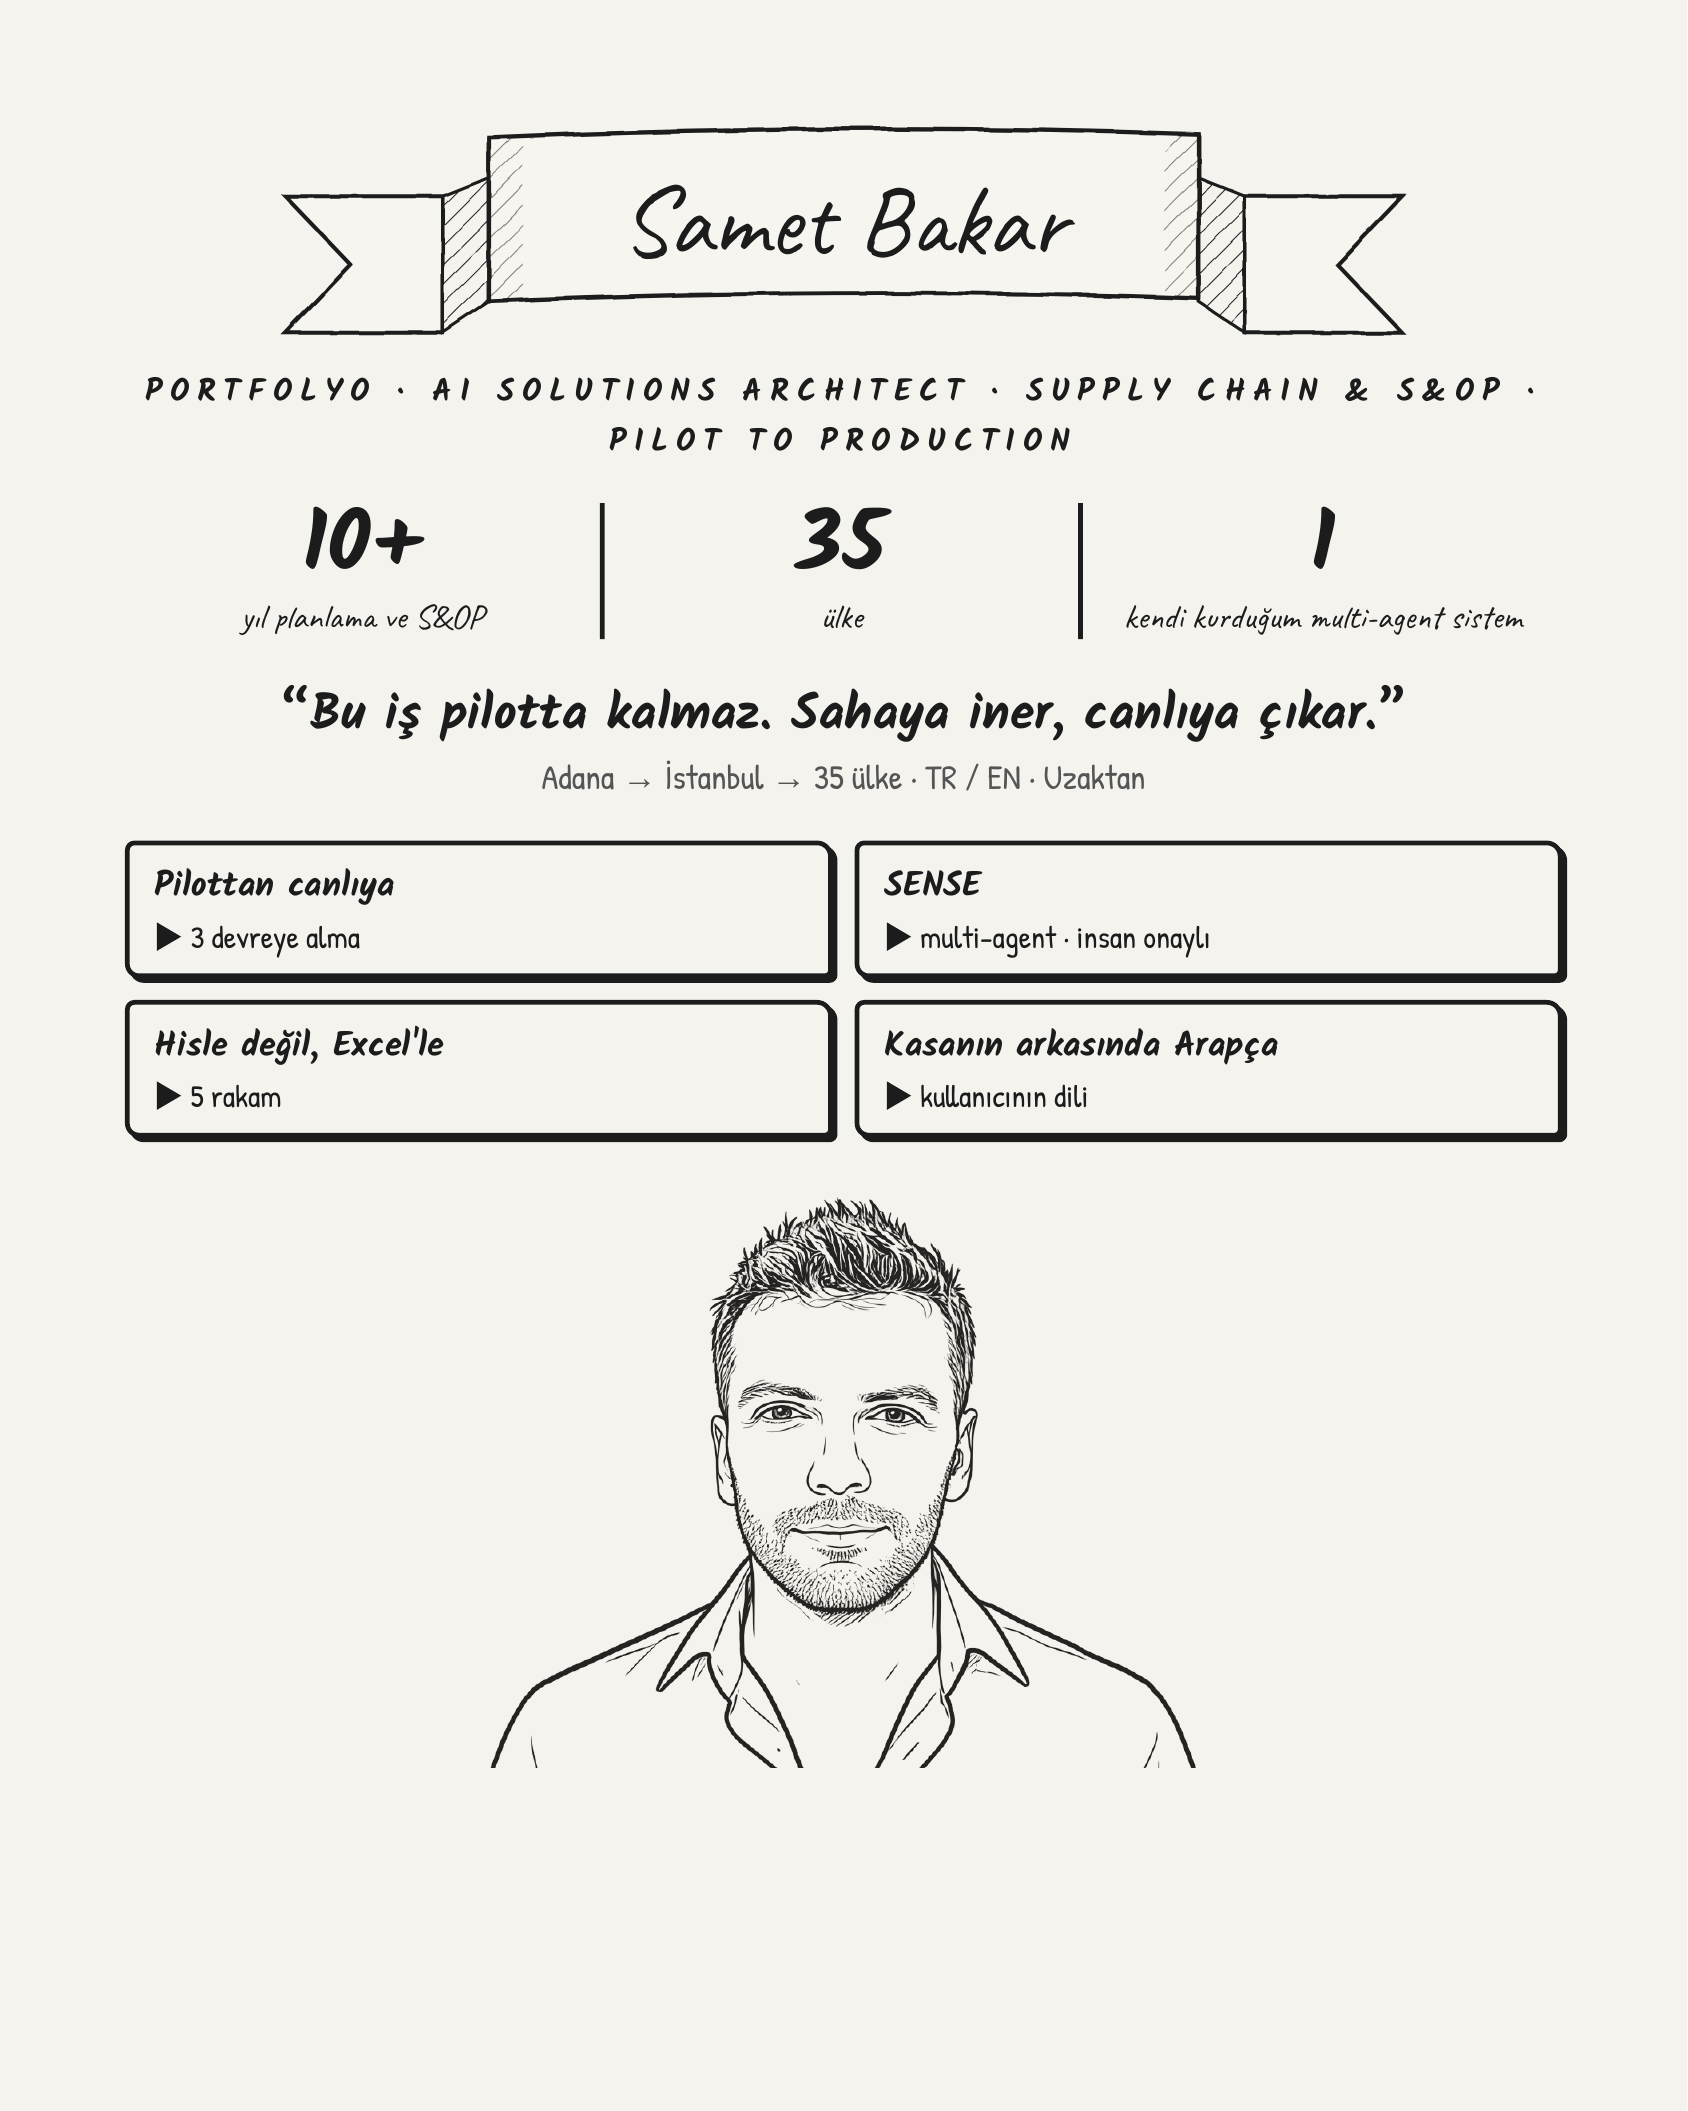 Samet Bakar
PORTFOLYO · AI SOLUTIONS ARCHITECT · SUPPLY CHAIN & S&OP ·
PILOT TO PRODUCTION
10+
yıl planlama ve S&OP
35
ülke
1
kendi kurduğum multi-agent sistem
“Bu iş pilotta kalmaz. Sahaya iner, canlıya çıkar.”
Adana → İstanbul → 35 ülke · TR / EN · Uzaktan
Pilottan canlıya
▶ 3 devreye alma
SENSE
▶ multi-agent · insan onaylı
Hisle değil, Excel'le
▶ 5 rakam
Kasanın arkasında Arapça
▶ kullanıcının dili